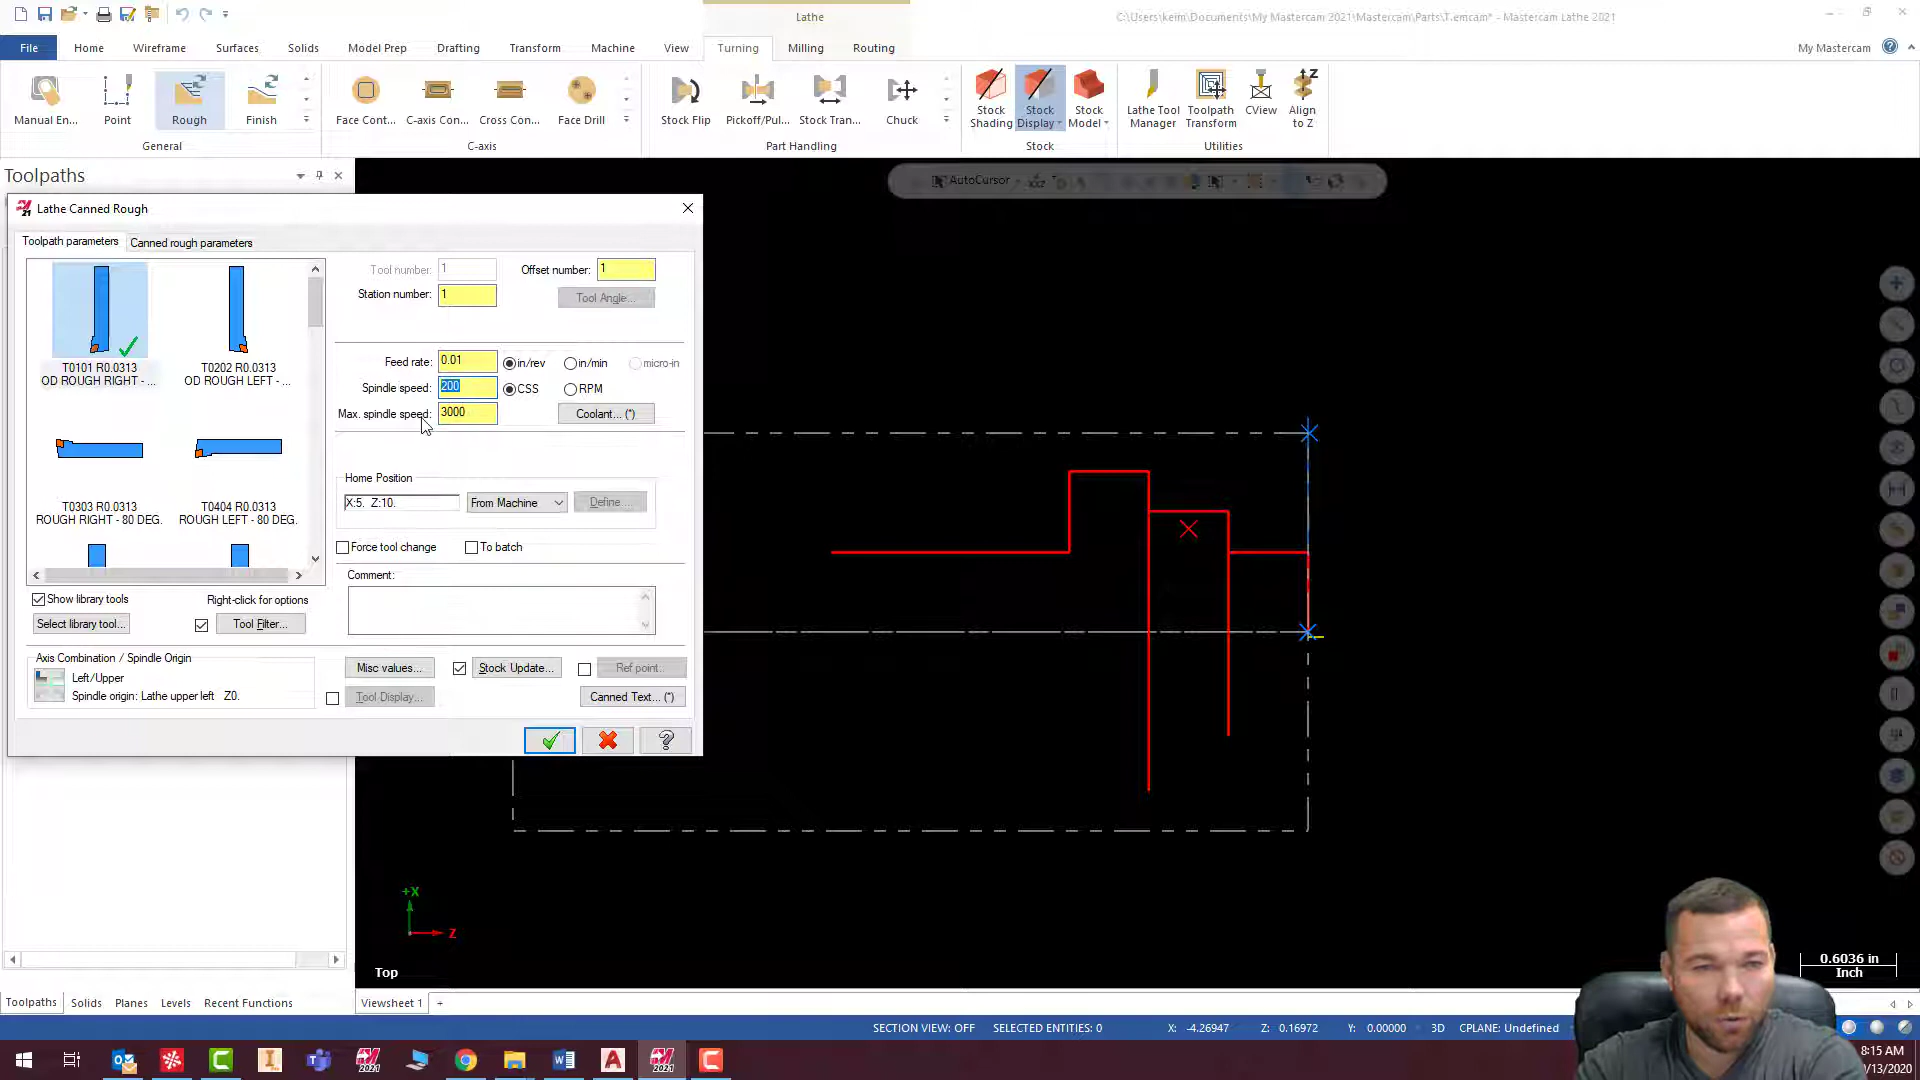 Lathe
C:\Users\keim\Documents\My Mastercam 2021\Mastercam\Parts\T.emcam* - Mastercam Lathe 2021
File Home Wireframe Surfaces Solids Model Prep Drafting Transform Machine View Turning Milling Routing My Mastercam
Manual En... Point Rough Finish Face Cont... C-axis Con... Cross Con... Face Drill Stock Flip Pickoff/Pul... Stock Tran... Chuck Stock Shading Stock Display Stock Model Lathe Tool Manager Toolpath Transform CView Align to Z
General C-axis Part Handling Stock Utilities
Toolpaths
AutoCursor
Lathe Canned Rough
Toolpath parameters Canned rough parameters
T0101 R0.0313
OD ROUGH RIGHT - ...
T0202 R0.0313
OD ROUGH LEFT - ...
T0303 R0.0313
ROUGH RIGHT - 80 DEG.
T0404 R0.0313
ROUGH LEFT - 80 DEG.
Tool number: 1 Offset number: 1
Station number: 1 Tool Angle...
Feed rate: 0.01 in/rev in/min micro-in
Spindle speed: 200 CSS RPM
Max. spindle speed: 3000 Coolant... (*)
Home Position
X:5. Z:10. From Machine Define ...
Force tool change To batch
Comment:
Show library tools Right-click for options
Select library tool... Tool Filter...
Axis Combination / Spindle Origin
Left/Upper
Spindle origin: Lathe upper left Z0.
Misc values... Stock Update... Ref point...
Tool Display... Canned Text... (*)
+X
Z
Top
0.6036 in
Inch
Toolpaths Solids Planes Levels Recent Functions
Viewsheet 1 +
SECTION VIEW: OFF SELECTED ENTITIES: 0 X: -4.26947 Z: 0.16972 Y: 0.00000 3D CPLANE: Undefined
8:15 AM
/13/2020